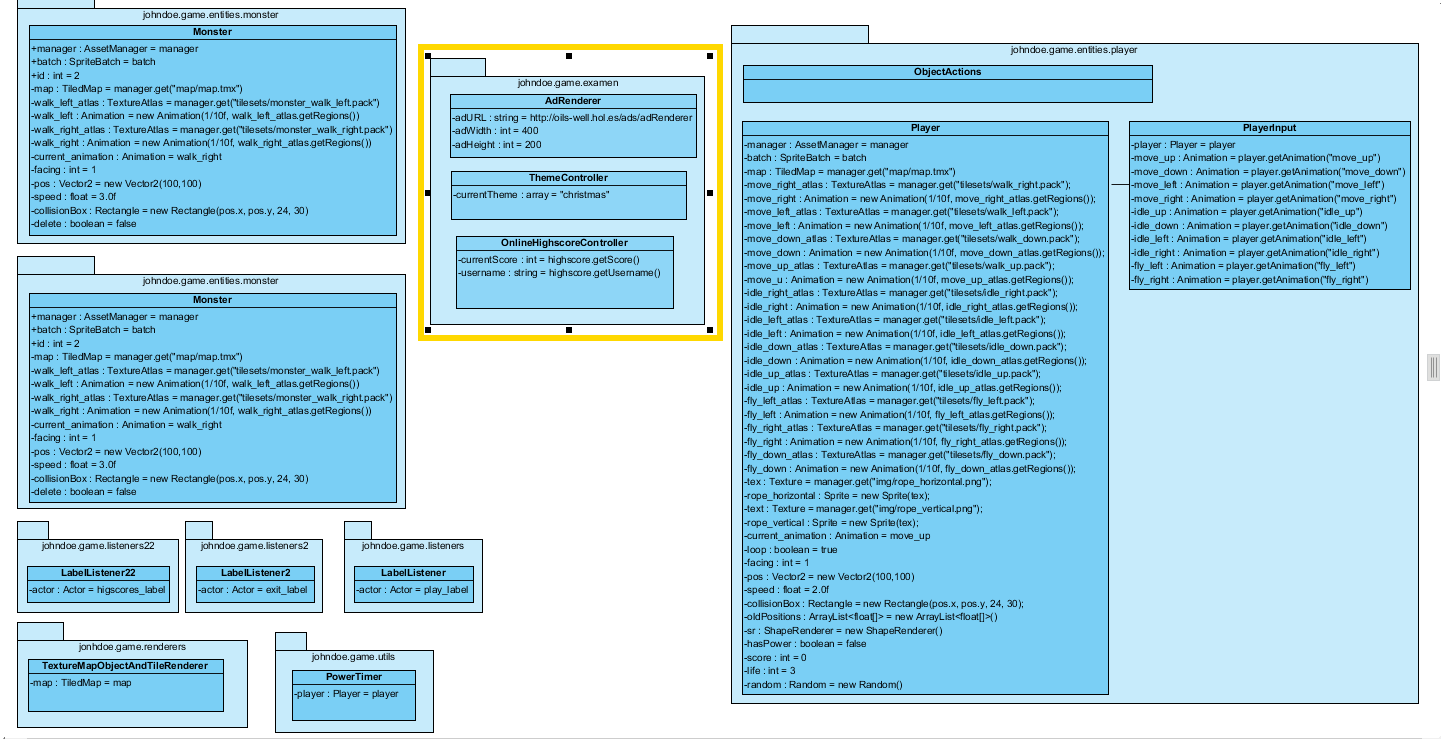 johndoe.game.entities.monster
Monster
+manager : AssetManager = manager
+batch : SpriteBatch = batch
+id : int = 2
-map : TiledMap = manager.get("map/map.tmx")
-walk_left_atlas : TextureAtlas = manager.get("tilesets/monster_walk_left.pack")
-walk_left : Animation = new Animation(1/10f, walk_left_atlas.getRegions())
-walk_right_atlas : TextureAtlas = manager.get("tilesets/monster_walk_right.pack")
-walk_right : Animation = new Animation(1/10f, walk_right_atlas.getRegions())
-current_animation : Animation = walk_right
-facing : int = 1
-pos : Vector2 = new Vector2(100,100)
-speed : float = 3.0f
-collisionBox : Rectangle = new Rectangle(pos.x, pos.y, 24, 30)
-delete : boolean = false
johndoe.game.entities.monster
Monster
+manager : AssetManager = manager
+batch : SpriteBatch = batch
+id : int = 2
-map : TiledMap = manager.get("map/map.tmx")
-walk_left_atlas : TextureAtlas = manager.get("tilesets/monster_walk_left.pack")
-walk_left : Animation = new Animation(1/10f, walk_left_atlas.getRegions())
-walk_right_atlas : TextureAtlas = manager.get("tilesets/monster_walk_right.pack")
-walk_right : Animation = new Animation(1/10f, walk_right_atlas.getRegions())
-current_animation : Animation = walk_right
-facing : int = 1
-pos : Vector2 = new Vector2(100,100)
-speed : float = 3.0f
-collisionBox : Rectangle = new Rectangle(pos.x, pos.y, 24, 30)
-delete : boolean = false
johndoe.game.listeners22
LabelListener22
-actor : Actor = higscores_label
johndoe.game.listeners2
LabelListener2
-actor : Actor = exit_label
johndoe.game.listeners
LabelListener
-actor : Actor = play_label
jonhdoe.game.renderers
TextureMapObjectAndTileRenderer
-map : TiledMap = map
johndoe.game.utils
PowerTimer
-player : Player = player
johndoe.game.examen
AdRenderer
-adURL : string = http://oils-well.hol.es/ads/adRenderer
-adWidth : int = 400
-adHeight : int = 200
ThemeController
-currentTheme : array = "christmas"
OnlineHighscoreController
-currentScore : int = highscore.getScore()
-username : string = highscore.getUsername()
johndoe.game.entities.player
ObjectActions
Player
-manager : AssetManager = manager
-batch : SpriteBatch = batch
-map : TiledMap = manager.get("map/map.tmx")
-move_right_atlas : TextureAtlas = manager.get("tilesets/walk_right.pack");
-move_right : Animation = new Animation(1/10f, move_right_atlas.getRegions());
-move_left_atlas : TextureAtlas = manager.get("tilesets/walk_left.pack");
-move_left : Animation = new Animation(1/10f, move_left_atlas.getRegions());
-move_down_atlas : TextureAtlas = manager.get("tilesets/walk_down.pack");
-move_down : Animation = new Animation(1/10f, move_down_atlas.getRegions());
-move_up_atlas : TextureAtlas = manager.get("tilesets/walk_up.pack");
-move_u : Animation = new Animation(1/10f, move_up_atlas.getRegions());
-idle_right_atlas : TextureAtlas = manager.get("tilesets/idle_right.pack");
-idle_right : Animation = new Animation(1/10f, idle_right_atlas.getRegions());
-idle_left_atlas : TextureAtlas = manager.get("tilesets/idle_left.pack");
-idle_left : Animation = new Animation(1/10f, idle_left_atlas.getRegions());
-idle_down_atlas : TextureAtlas = manager.get("tilesets/idle_down.pack");
-idle_down : Animation = new Animation(1/10f, idle_down_atlas.getRegions());
-idle_up_atlas : TextureAtlas = manager.get("tilesets/idle_up.pack");
-idle_up : Animation = new Animation(1/10f, idle_up_atlas.getRegions());
-fly_left_atlas : TextureAtlas = manager.get("tilesets/fly_left.pack");
-fly_left : Animation = new Animation(1/10f, fly_left_atlas.getRegions());
-fly_right_atlas : TextureAtlas = manager.get("tilesets/fly_right.pack");
-fly_right : Animation = new Animation(1/10f, fly_right_atlas.getRegions());
-fly_down_atlas : TextureAtlas = manager.get("tilesets/fly_down.pack");
-fly_down : Animation = new Animation(1/10f, fly_down_atlas.getRegions());
-tex : Texture = manager.get("img/rope_horizontal.png");
-rope_horizontal : Sprite = new Sprite(tex);
-text : Texture = manager.get("img/rope_vertical.png");
-rope_vertical : Sprite = new Sprite(tex);
-current_animation : Animation = move_up
-loop : boolean = true
-facing : int = 1
-pos : Vector2 = new Vector2(100,100)
-speed : float = 2.0f
-collisionBox : Rectangle = new Rectangle(pos.x, pos.y, 24, 30);
-oldPositions : ArrayList<float[]> = new ArrayList<float[]>()
-sr : ShapeRenderer = new ShapeRenderer()
-hasPower : boolean = false
-score : int = 0
-life : int = 3
-random : Random = new Random()
PlayerInput
-player : Player = player
-move_up : Animation = player.getAnimation("move_up")
-move_down : Animation = player.getAnimation("move_down")
-move_left : Animation = player.getAnimation("move_left")
-move_right : Animation = player.getAnimation("move_right")
-idle_up : Animation = player.getAnimation("idle_up")
-idle_down : Animation = player.getAnimation("idle_down")
-idle_left : Animation = player.getAnimation("idle_left")
-idle_right : Animation = player.getAnimation("idle_right")
-fly_left : Animation = player.getAnimation("fly_left")
-fly_right : Animation = player.getAnimation("fly_right")